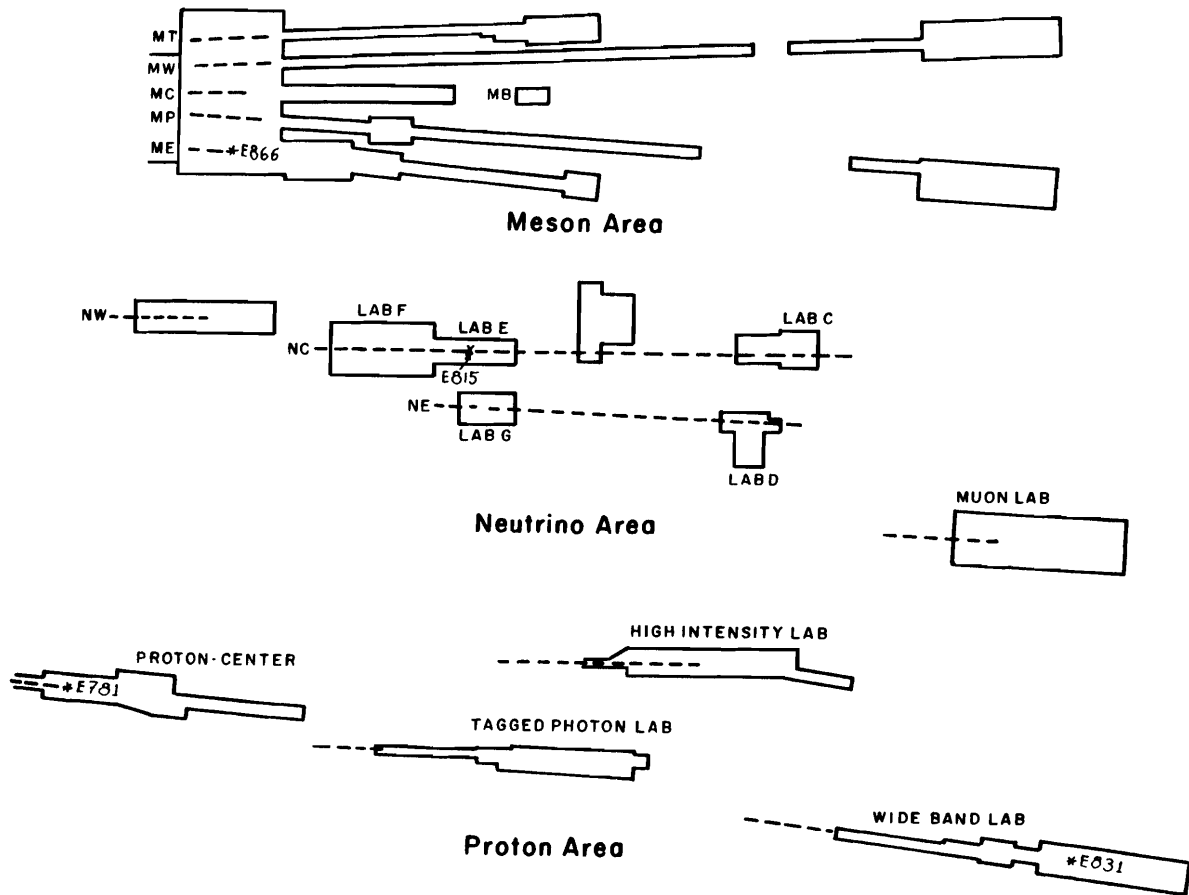 MT
MW
MC
MB
MP
ME
*E866
Meson Area
NW
LAB F
LAB E
LAB C
NC
E815
NE
LAB G
LAB D
MUON LAB
Neutrino Area
HIGH INTENSITY LAB
PROTON-CENTER
*E781
TAGGED PHOTON LAB
WIDE BAND LAB
Proton Area
*E831